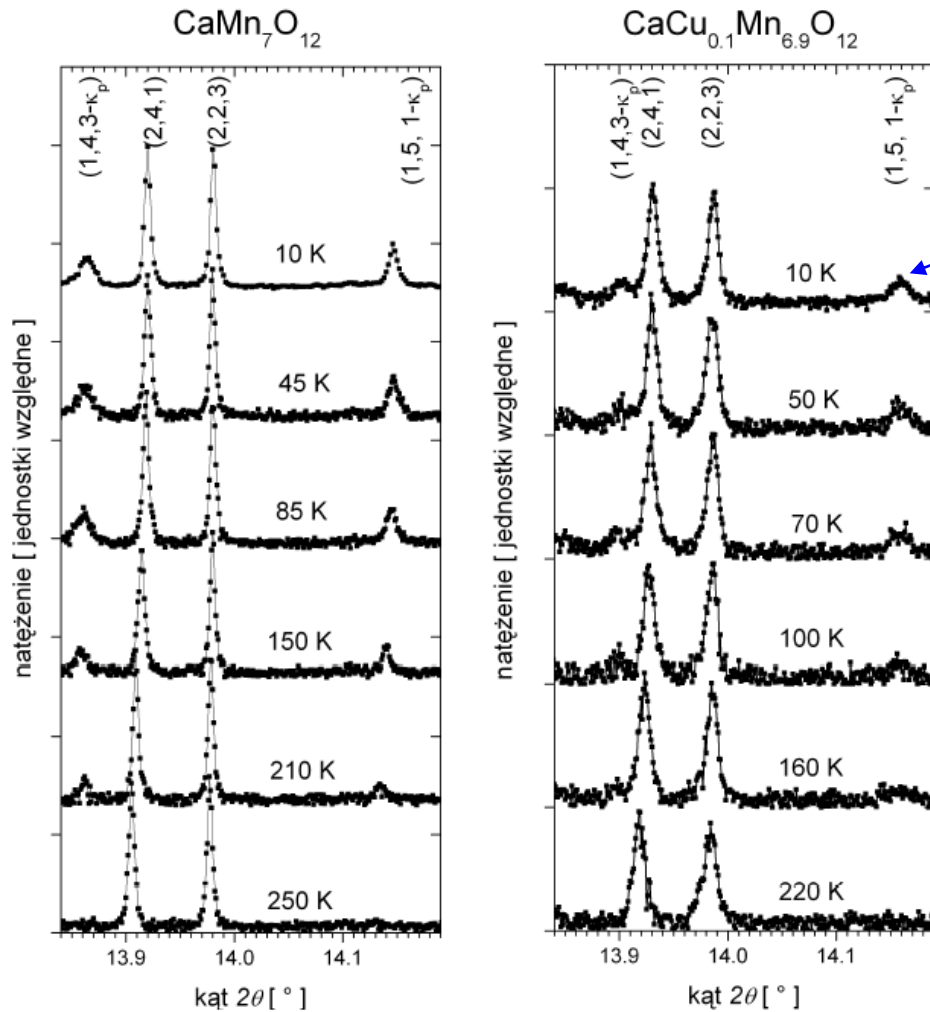 CaMn₇O₁₂
(1,4,3-κₚ)
(2,4,1)
(2,2,3)
(1,5, 1-κₚ)
10 K
45 K
85 K
150 K
210 K
250 K
natężenie [ jednostki względne ]
13.9 14.0 14.1
kąt 2θ [ ° ]
CaCu₀.₁Mn₆.₉O₁₂
(1,4,3-κₚ)
(2,4,1)
(2,2,3)
(1,5, 1-κₚ)
10 K
50 K
70 K
100 K
160 K
220 K
natężenie [ jednostki względne ]
13.9 14.0 14.1
kąt 2θ [ ° ]